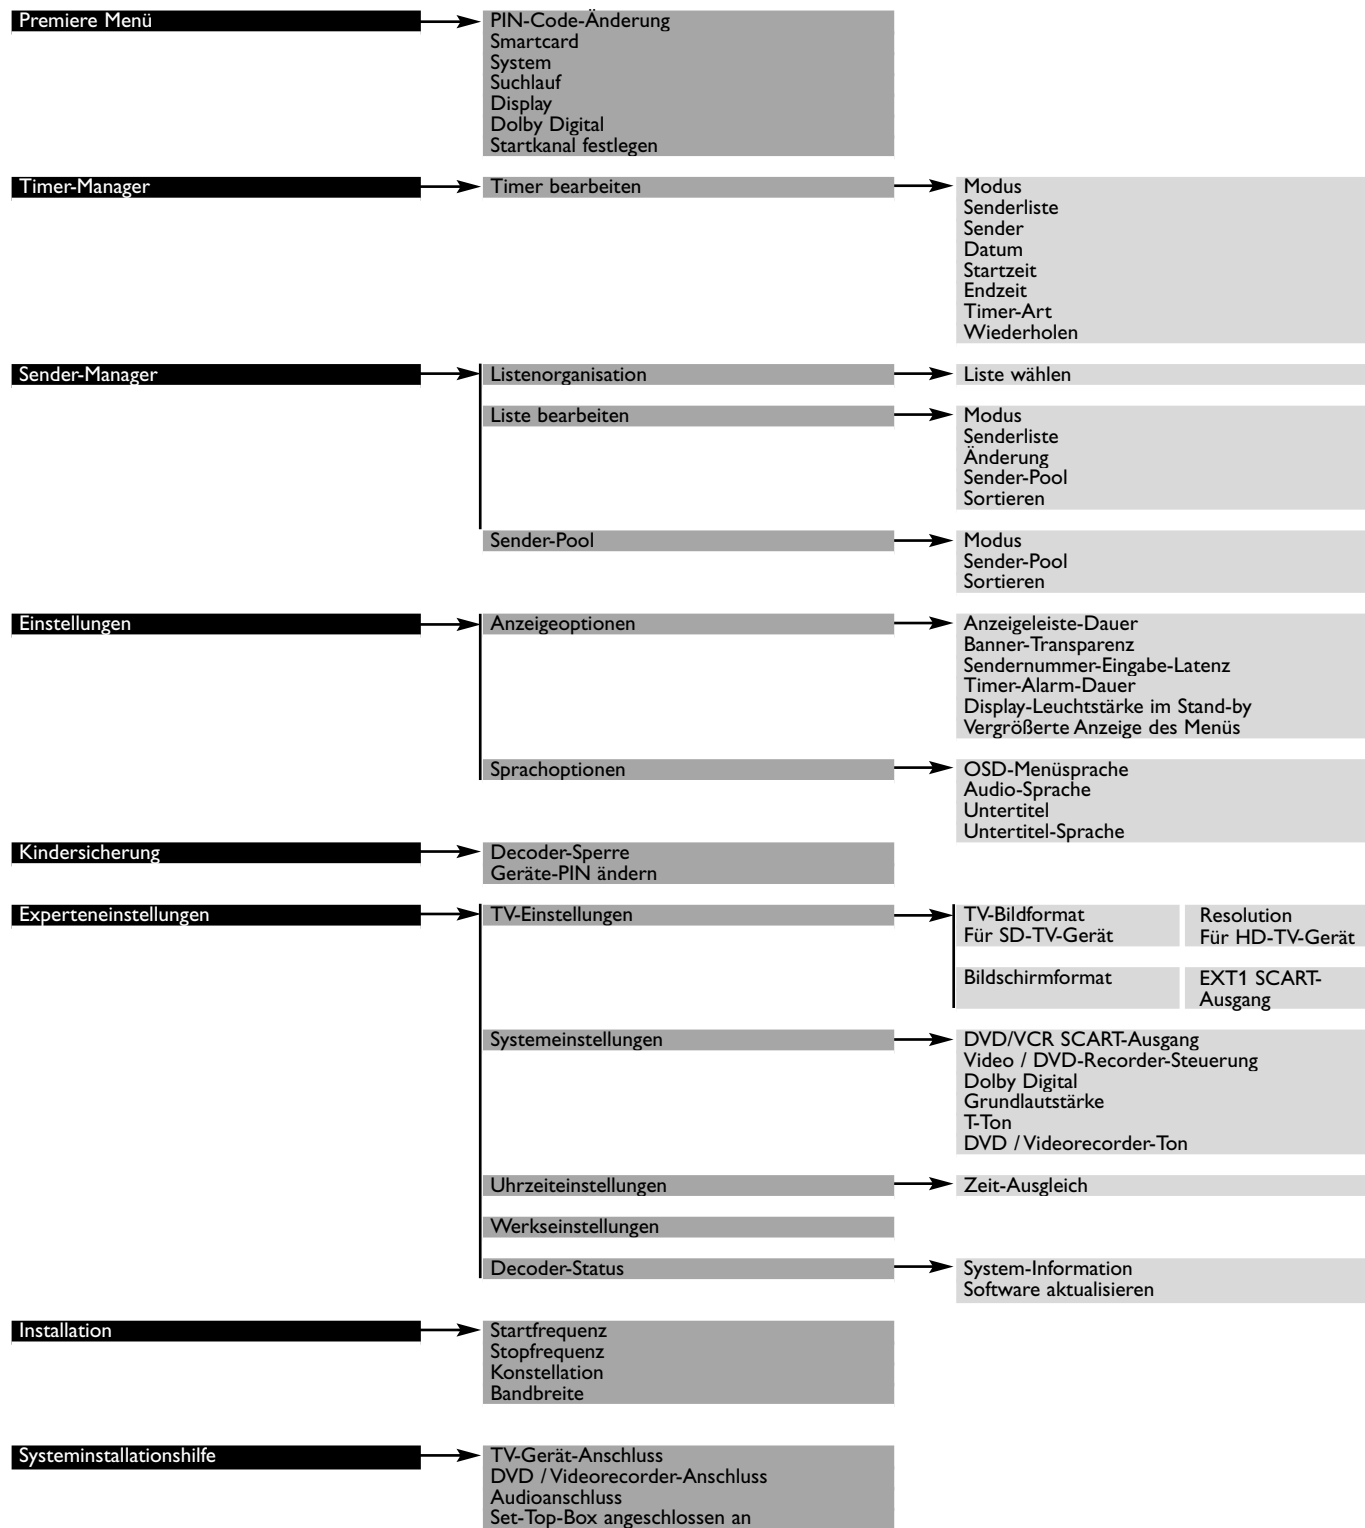 Premiere Menü
PIN-Code-Änderung
Smartcard
System
Suchlauf
Display
Dolby Digital
Startkanal festlegen
Timer-Manager
Timer bearbeiten
Modus
Senderliste
Sender
Datum
Startzeit
Endzeit
Timer-Art
Wiederholen
Sender-Manager
Listenorganisation
Liste wählen
Liste bearbeiten
Modus
Senderliste
Änderung
Sender-Pool
Sortieren
Sender-Pool
Modus
Sender-Pool
Sortieren
Einstellungen
Anzeigeoptionen
Anzeigeleiste-Dauer
Banner-Transparenz
Sendernummer-Eingabe-Latenz
Timer-Alarm-Dauer
Display-Leuchtstärke im Stand-by
Vergrößerte Anzeige des Menüs
Sprachoptionen
OSD-Menüsprache
Audio-Sprache
Untertitel
Untertitel-Sprache
Kindersicherung
Decoder-Sperre
Geräte-PIN ändern
Experteneinstellungen
TV-Einstellungen
TV-Bildformat
Für SD-TV-Gerät
Resolution
Für HD-TV-Gerät
Bildschirmformat
EXT1 SCART-
Ausgang
Systemeinstellungen
DVD/VCR SCART-Ausgang
Video / DVD-Recorder-Steuerung
Dolby Digital
Grundlautstärke
T-Ton
DVD / Videorecorder-Ton
Uhrzeiteinstellungen
Zeit-Ausgleich
Werkseinstellungen
Decoder-Status
System-Information
Software aktualisieren
Installation
Startfrequenz
Stopfrequenz
Konstellation
Bandbreite
Systeminstallationshilfe
TV-Gerät-Anschluss
DVD / Videorecorder-Anschluss
Audioanschluss
Set-Top-Box angeschlossen an